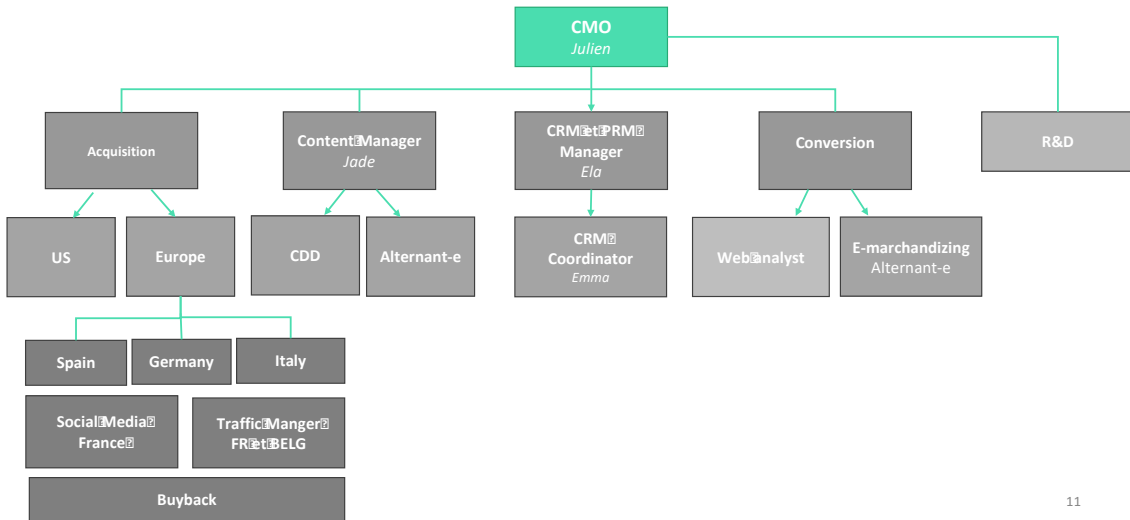 CMO
Julien
Acquisition
Content Manager
Jade
CRM et PRM
Manager
Ela
Conversion
R&D
US
Europe
CDD
Alternant-e
CRM
Coordinator
Emma
Web analyst
E-marchandizing
Alternant-e
Spain
Germany
Italy
Social Media
France
Traffic Manger
FR et BELG
Buyback
11